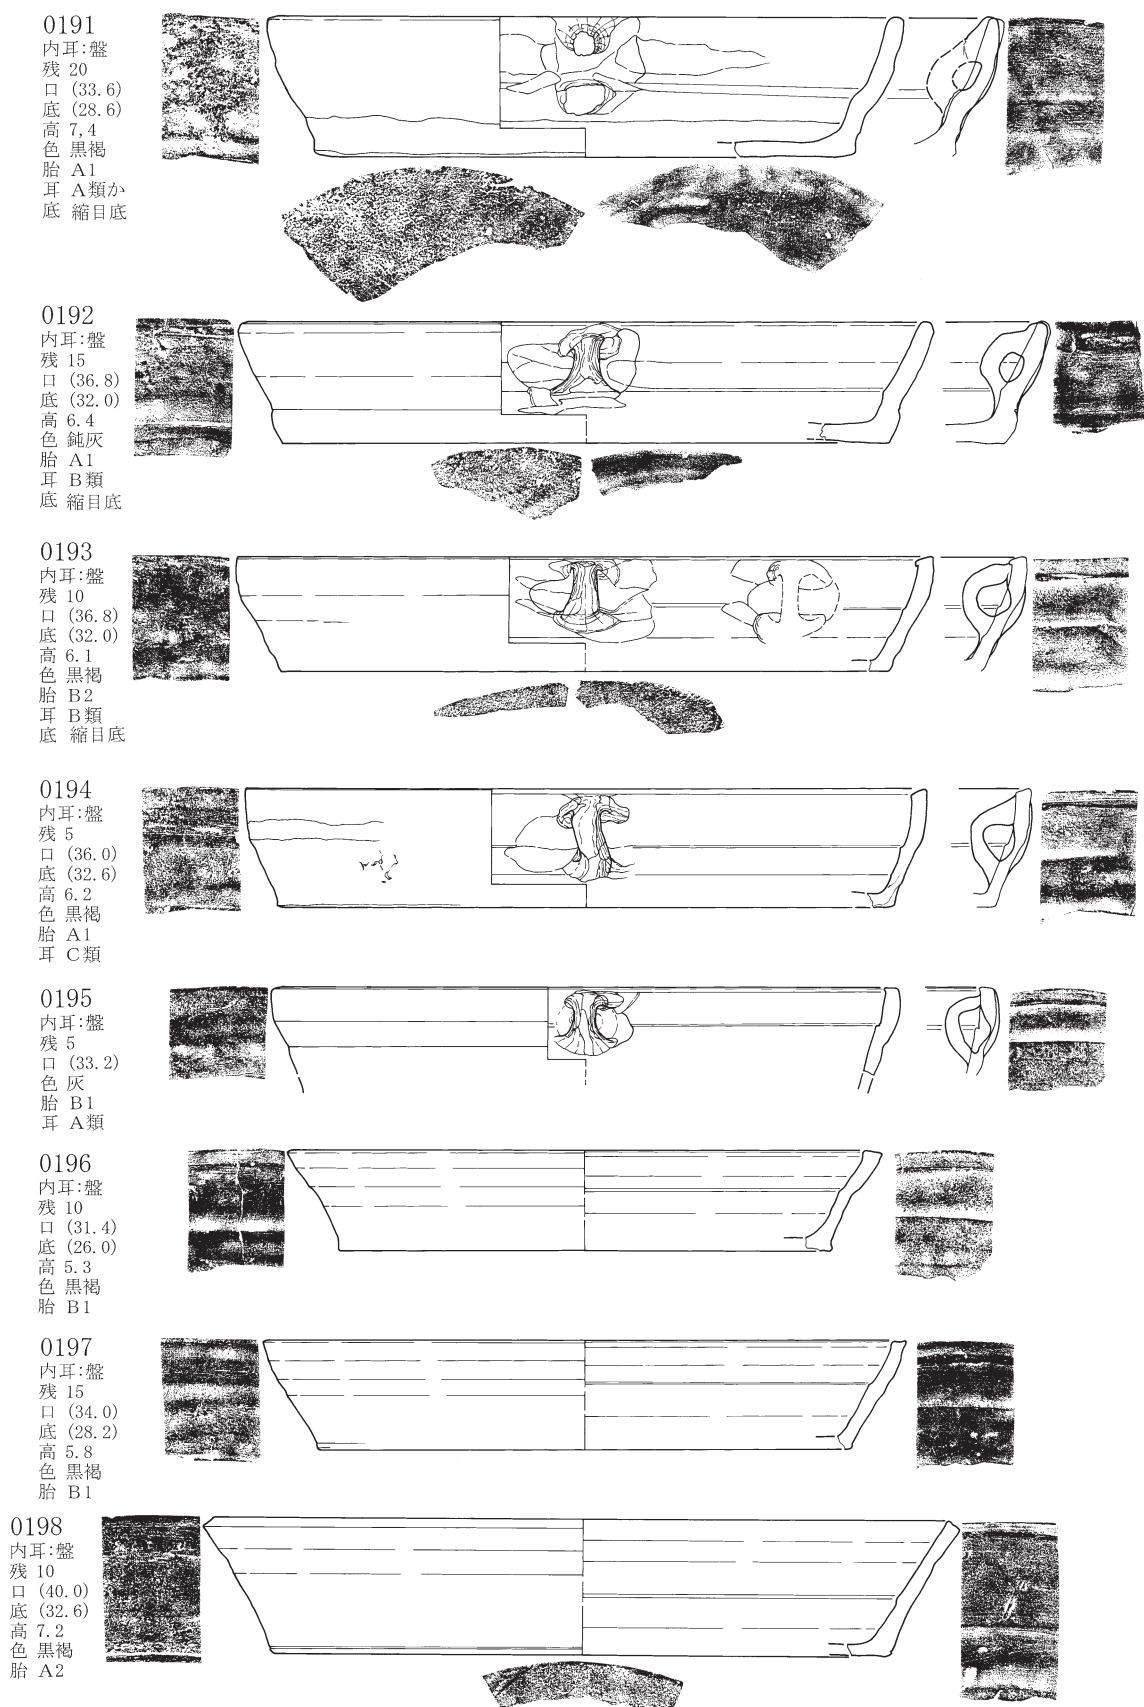 0191
内耳:盤
残 20
口 (33.6)
底 (28.6)
高 7,4
色 黒褐
胎 A1
耳 A類か
底 縮目底
0192
内耳:盤
残 15
口 (36.8)
底 (32.0)
高 6.4
色 鈍灰
胎 A1
耳 B類
底 縮目底
0193
内耳:盤
残 10
口 (36.8)
底 (32.0)
高 6.1
色 黒褐
胎 B2
耳 B類
底 縮目底
0194
内耳:盤
残 5
口 (36.0)
底 (32.6)
高 6.2
色 黒褐
胎 A1
耳 C類
0195
内耳:盤
残 5
口 (33.2)
色 灰
胎 B1
耳 A類
0196
内耳:盤
残 10
口 (31.4)
底 (26.0)
高 5.3
色 黒褐
胎 B1
0197
内耳:盤
残 15
口 (34.0)
底 (28.2)
高 5.8
色 黒褐
胎 B1
0198
内耳:盤
残 10
口 (40.0)
底 (32.6)
高 7.2
色 黒褐
胎 A2